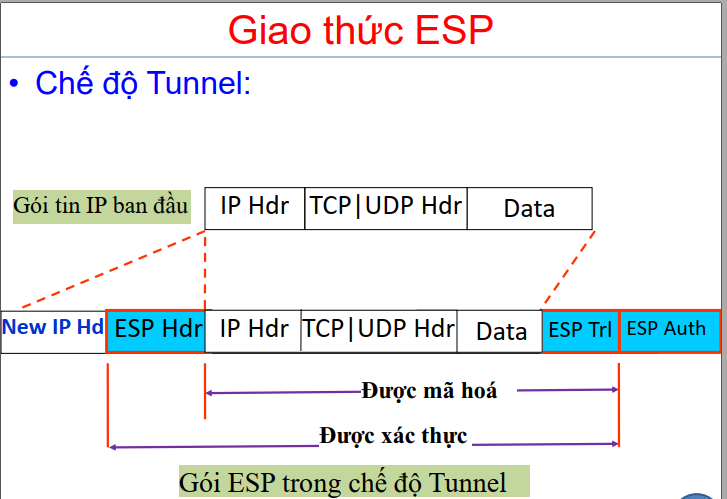 Giao thức ESP
• Chế độ Tunnel:
Gói tin IP ban đầu
IP Hdr TCP|UDP Hdr Data
New IP Hd ESP Hdr IP Hdr TCP|UDP Hdr Data ESP Trl ESP Auth
Được mã hoá
Được xác thực
Gói ESP trong chế độ Tunnel